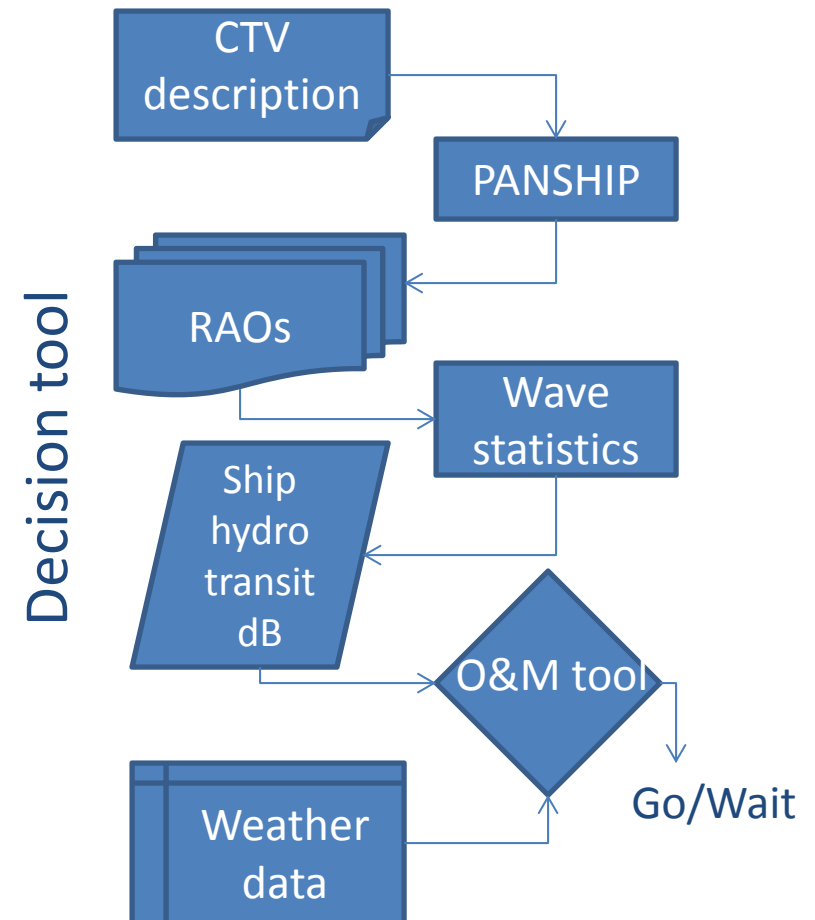 CTV
description
PANSHIP
RAOs
Wave
statistics
Decision tool
Ship
hydro
transit
dB
O&M tool
Go/Wait
Weather
data